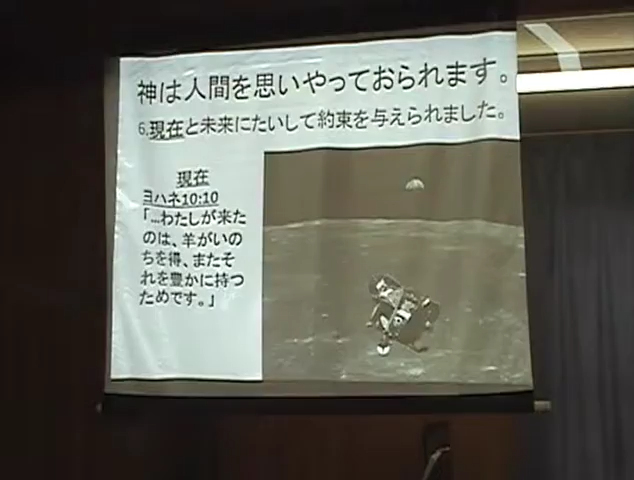 神は人間を思いやっておられます。
6.現在と未来にたいして約束を与えられました。
現在
ヨハネ10:10
「…わたしが来た
のは、羊がいの
ちを得、またそ
れを豊かに持つ
ためです。」